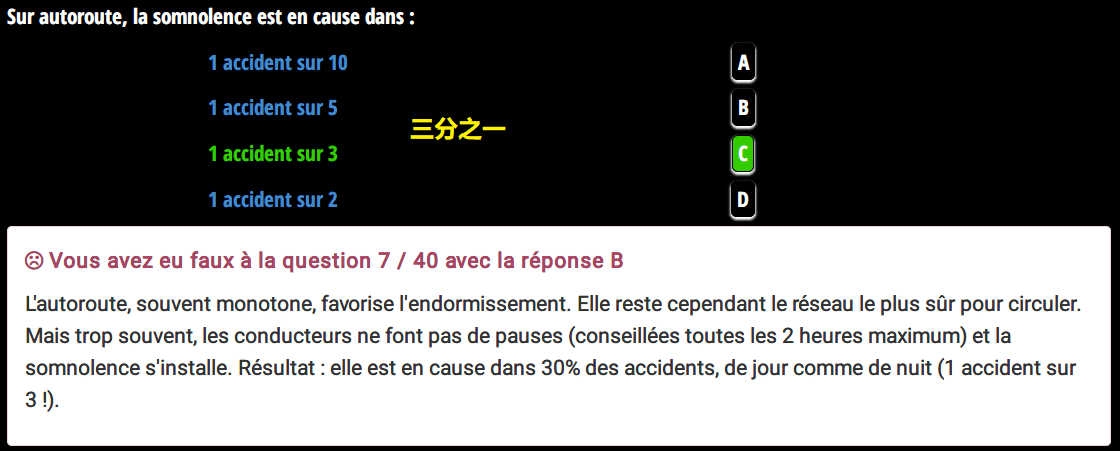 Sur autoroute, la somnolence est en cause dans :
1 accident sur 10 A
1 accident sur 5 B
三分之一
1 accident sur 3 C
1 accident sur 2 D
Vous avez eu faux à la question 7 / 40 avec la réponse B
L'autoroute, souvent monotone, favorise l'endormissement. Elle reste cependant le réseau le plus sûr pour circuler.
Mais trop souvent, les conducteurs ne font pas de pauses (conseillées toutes les 2 heures maximum) et la
somnolence s'installe. Résultat : elle est en cause dans 30% des accidents, de jour comme de nuit (1 accident sur
3 !).